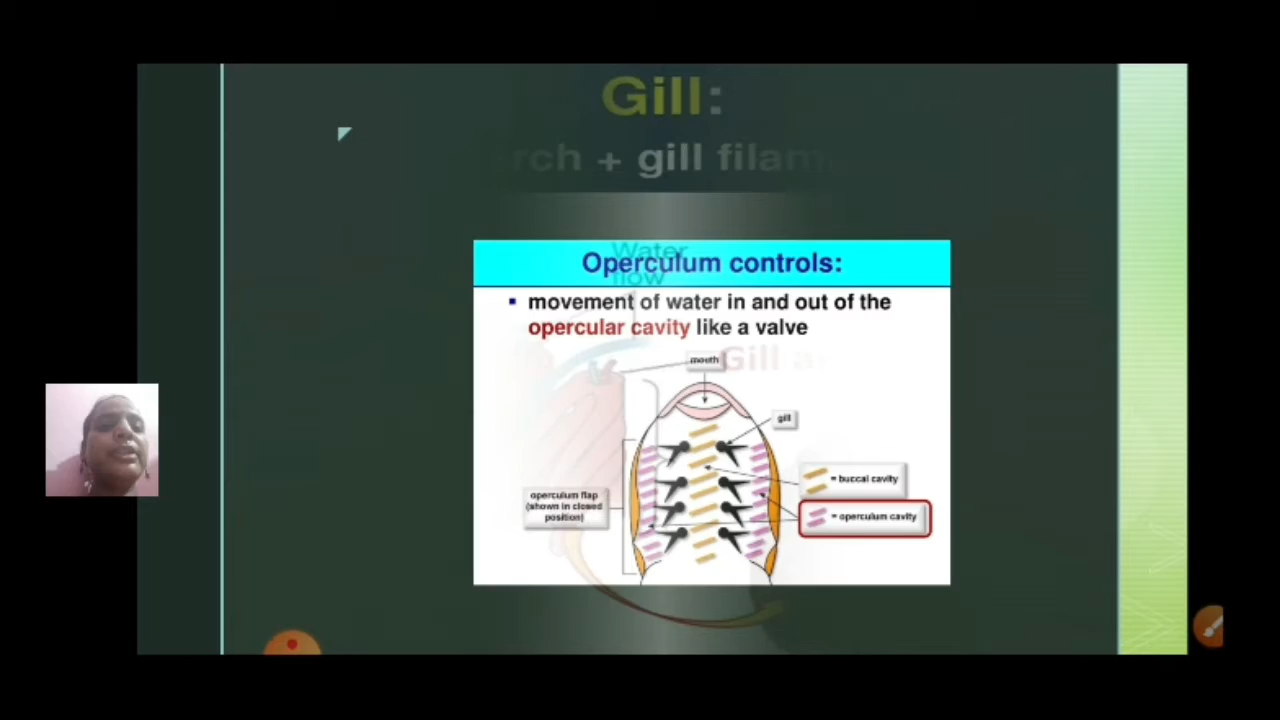 Gill:
rch + gill filam
Water
flow
Operculum controls:
▪ movement of water in and out of the
opercular cavity like a valve
Gill a
mouth
gill
= buccal cavity
operculum flap
(shown in closed
position)
= operculum cavity